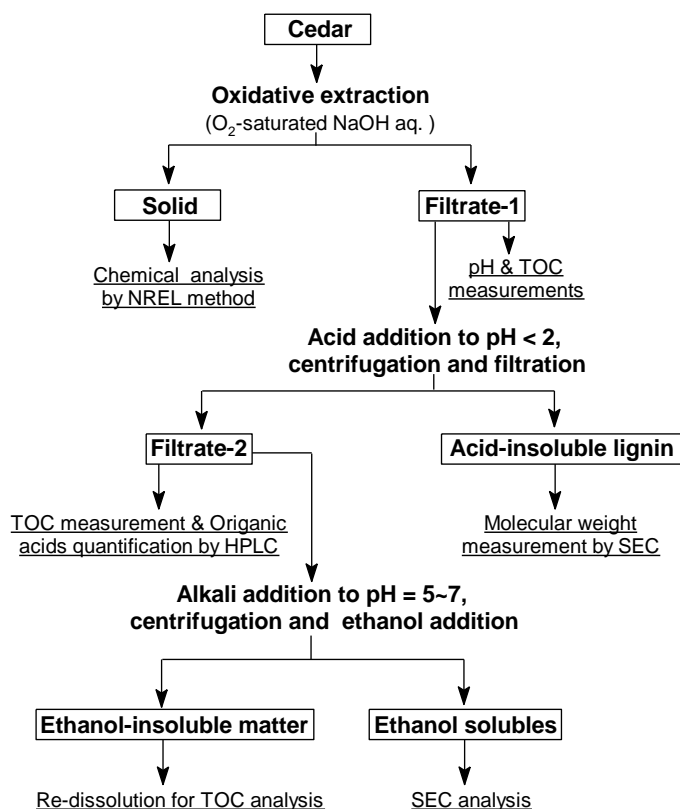 Cedar
Oxidative extraction
(O₂-saturated NaOH aq. )
Solid
Filtrate-1
Chemical analysis
by NREL method
pH & TOC
measurements
Acid addition to pH < 2,
centrifugation and filtration
Filtrate-2
Acid-insoluble lignin
TOC measurement & Origanic
acids quantification by HPLC
Molecular weight
measurement by SEC
Alkali addition to pH = 5~7,
centrifugation and ethanol addition
Ethanol-insoluble matter
Ethanol solubles
Re-dissolution for TOC analysis
SEC analysis